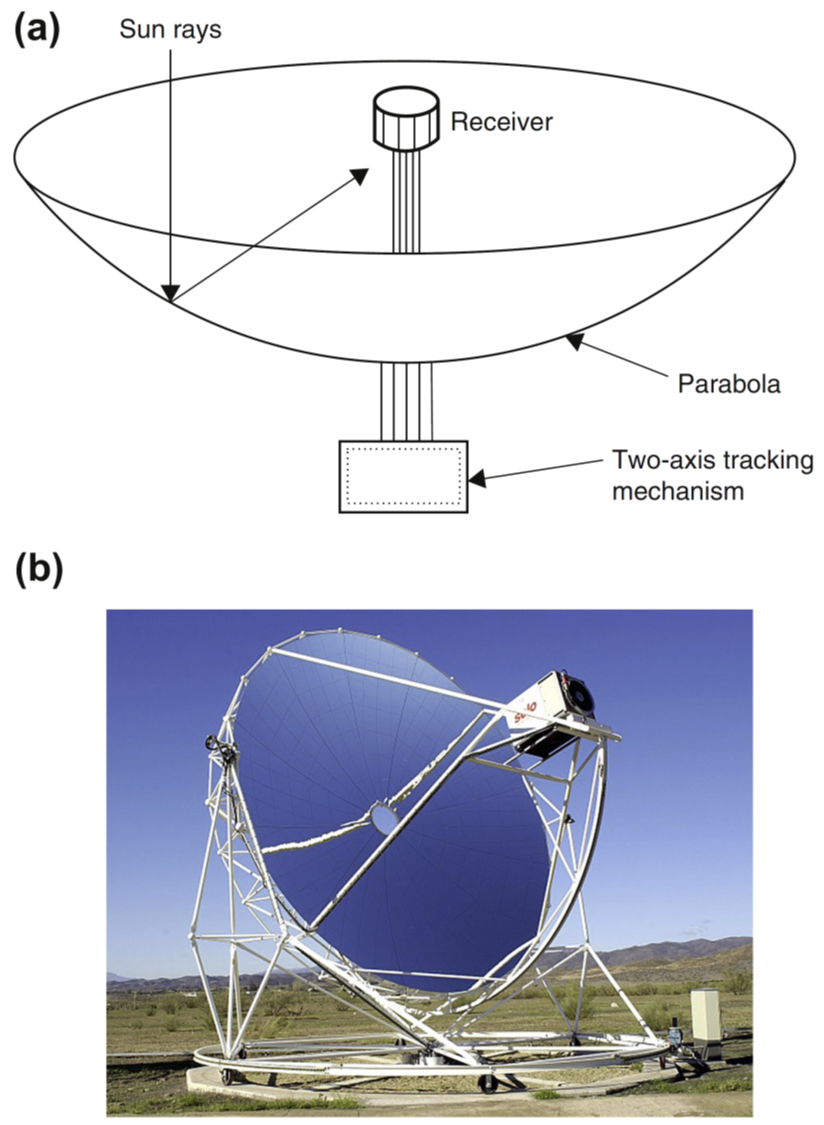 (a)
Sun rays
Receiver
Parabola
Two-axis tracking
mechanism
(b)